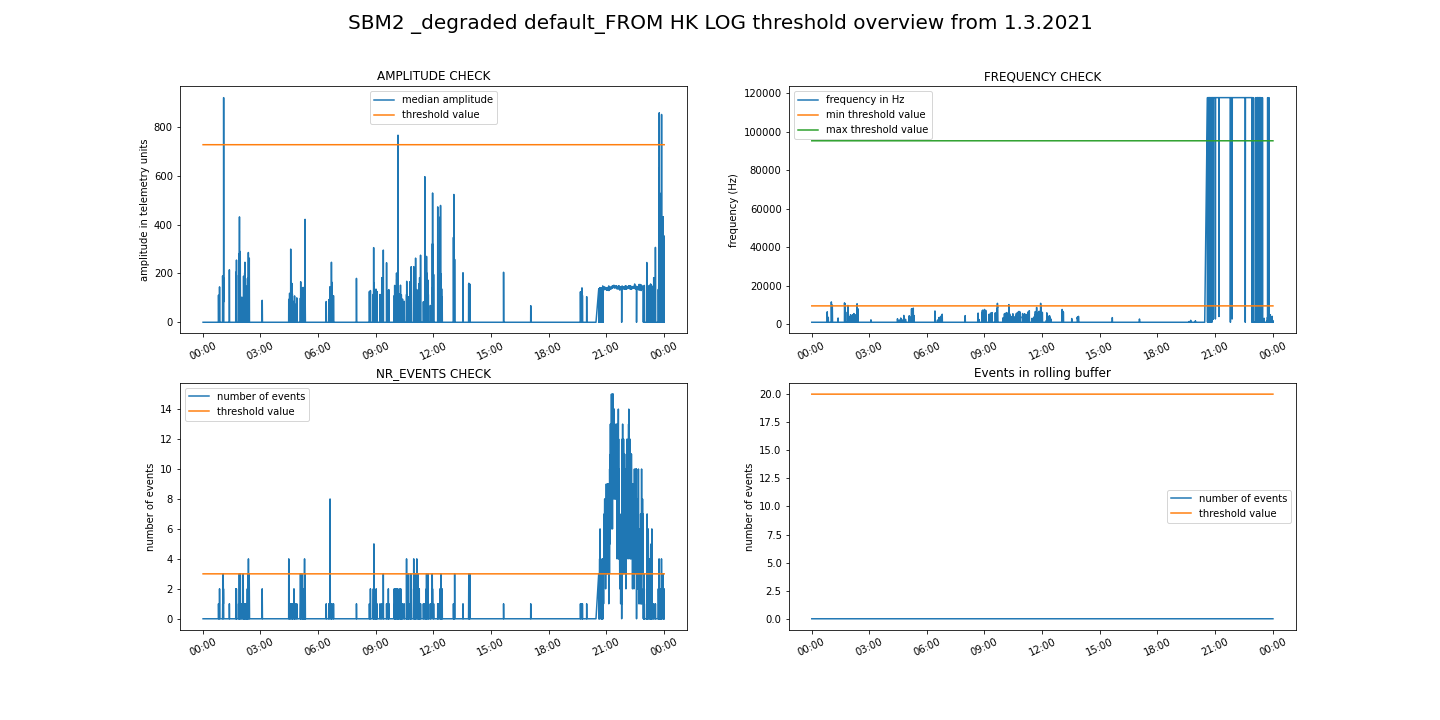 SBM2 _degraded default_FROM HK LOG threshold overview from 1.3.2021
AMPLITUDE CHECK
amplitude in telemetry units
800
600
400
200
0
median amplitude
threshold value
00:00 03:00 06:00 09:00 12:00 15:00 18:00 21:00 00:00
FREQUENCY CHECK
frequency (Hz)
120000
100000
80000
60000
40000
20000
0
frequency in Hz
min threshold value
max threshold value
00:00 03:00 06:00 09:00 12:00 15:00 18:00 21:00 00:00
NR_EVENTS CHECK
number of events
14
12
10
8
6
4
2
0
number of events
threshold value
00:00 03:00 06:00 09:00 12:00 15:00 18:00 21:00 00:00
Events in rolling buffer
number of events
20.0
17.5
15.0
12.5
10.0
7.5
5.0
2.5
0.0
number of events
threshold value
00:00 03:00 06:00 09:00 12:00 15:00 18:00 21:00 00:00